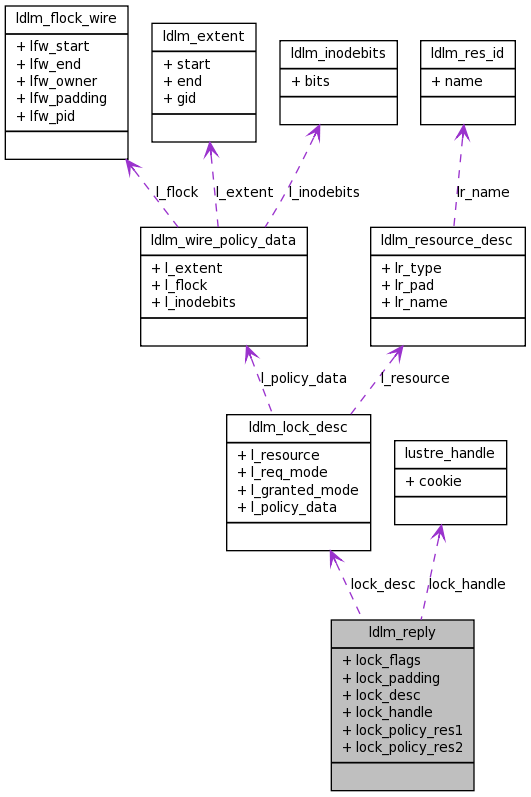 ldlm_flock_wire
+ lfw_start
+ lfw_end
+ lfw_owner
+ lfw_padding
+ lfw_pid
ldlm_extent
+ start
+ end
+ gid
ldlm_inodebits
+ bits
ldlm_res_id
+ name
l_flock
l_extent
l_inodebits
lr_name
ldlm_wire_policy_data
+ l_extent
+ l_flock
+ l_inodebits
ldlm_resource_desc
+ lr_type
+ lr_pad
+ lr_name
l_policy_data
l_resource
ldlm_lock_desc
+ l_resource
+ l_req_mode
+ l_granted_mode
+ l_policy_data
lustre_handle
+ cookie
lock_desc
lock_handle
ldlm_reply
+ lock_flags
+ lock_padding
+ lock_desc
+ lock_handle
+ lock_policy_res1
+ lock_policy_res2